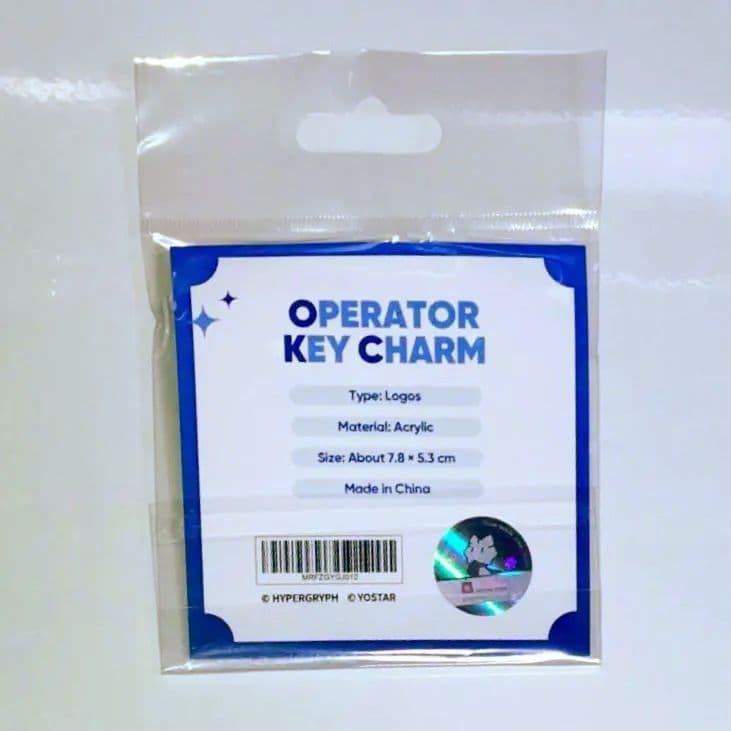 OPERATOR
KEY CHARM
Type: Logos
Material: Acrylic
Size: About 7.8 × 5.3 cm
Made in China
MRFZGYGJ012
© HYPERGRYPH © YOSTAR